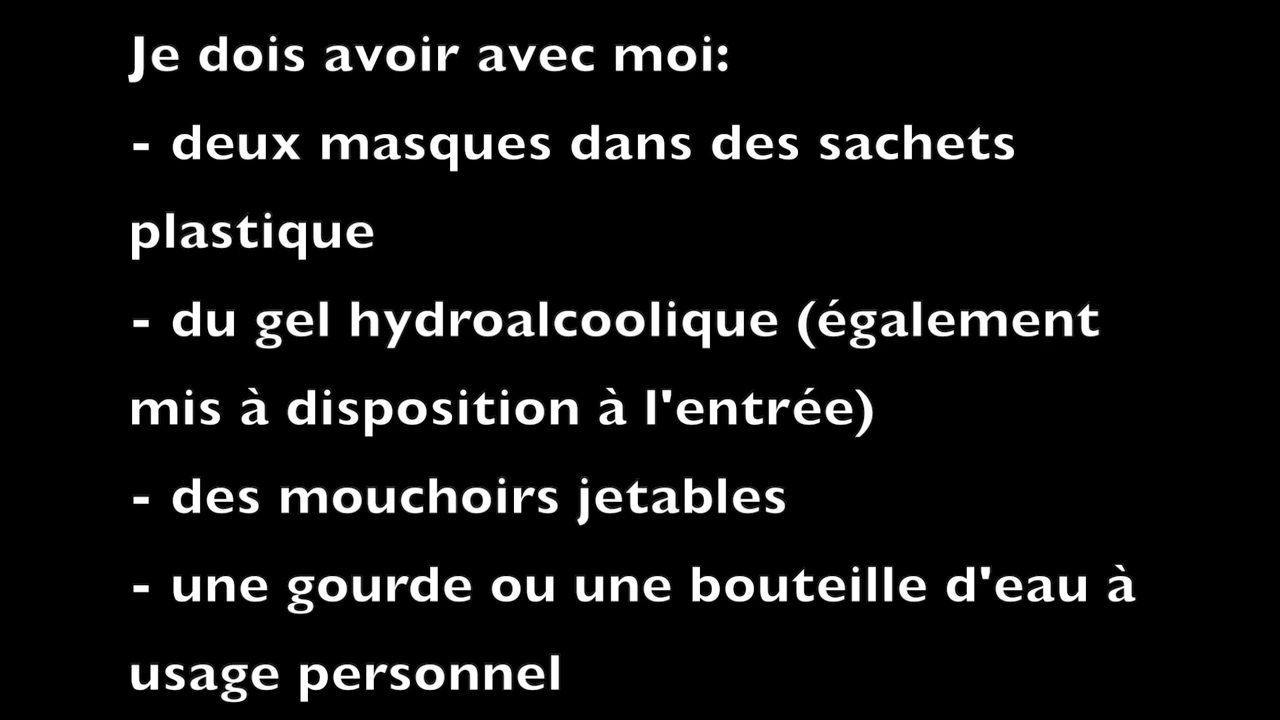 Je dois avoir avec moi:
- deux masques dans des sachets
plastique
- du gel hydroalcoolique (également
mis à disposition à l'entrée)
- des mouchoirs jetables
- une gourde ou une bouteille d'eau à
usage personnel